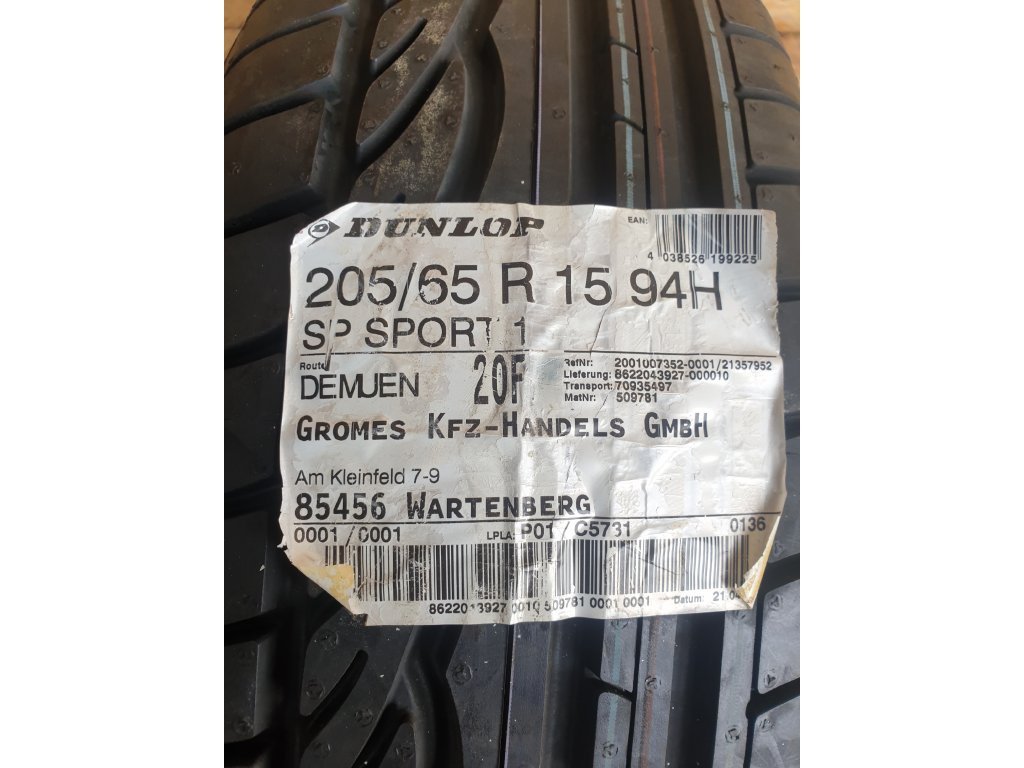 DUNLOP
EAN:
4 038526 199225
205/65 R 15 94H
SP SPORT 1
Route
DEMUEN 20F
RefNr: 2001007352-0001/21357952
Lieferung: 8622043927-000010
Transport: 70935497
MatNr: 509781
GROMES KFZ-HANDELS GMBH
Am Kleinfeld 7-9
85456 WARTENBERG
0001/0001 LPLA: P01/C5731 0136
0010 509781 0001 0001 Datum: